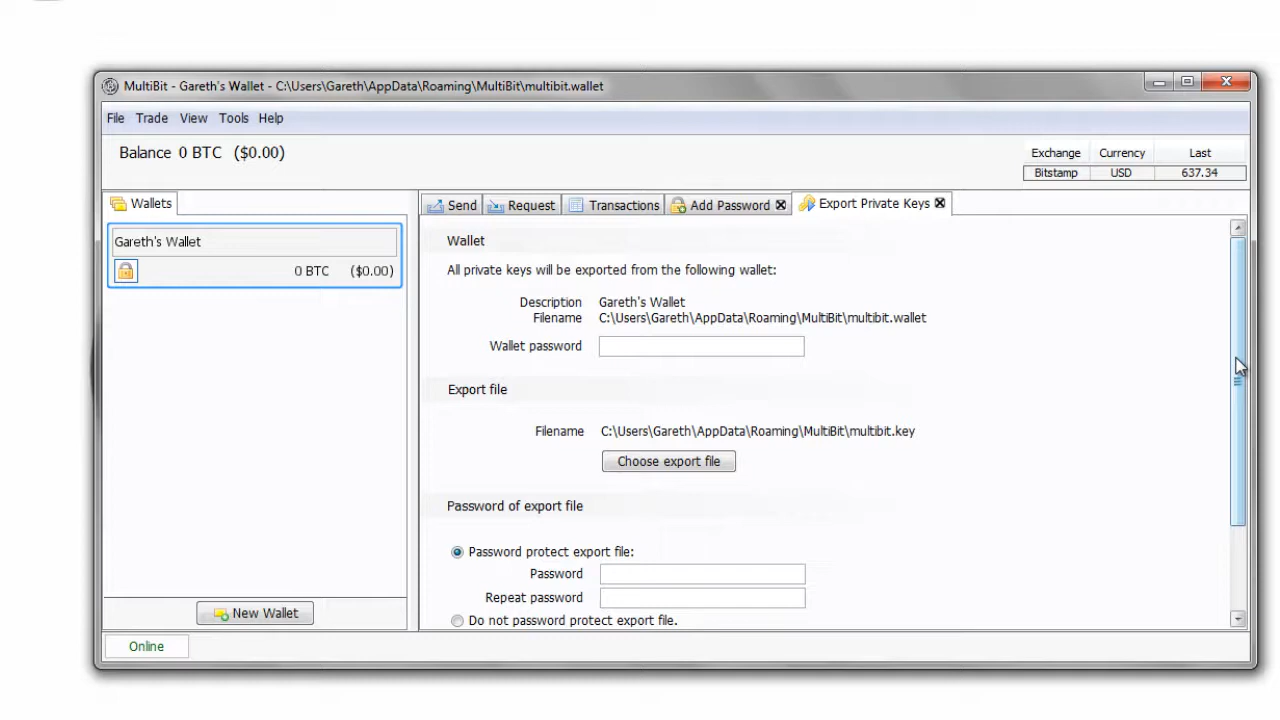 MultiBit - Gareth's Wallet - C:\Users\Gareth\AppData\Roaming\MultiBit\multibit.wallet
File Trade View Tools Help
Balance 0 BTC ($0.00)
Exchange Currency Last
Bitstamp USD 637.34
Wallets
Send Request Transactions Add Password Export Private Keys
Gareth's Wallet
0 BTC ($0.00)
Wallet
All private keys will be exported from the following wallet:
Description Gareth's Wallet
Filename C:\Users\Gareth\AppData\Roaming\MultiBit\multibit.wallet
Wallet password
Export file
Filename C:\Users\Gareth\AppData\Roaming\MultiBit\multibit.key
Choose export file
Password of export file
Password protect export file:
Password
Repeat password
Do not password protect export file.
New Wallet
Online